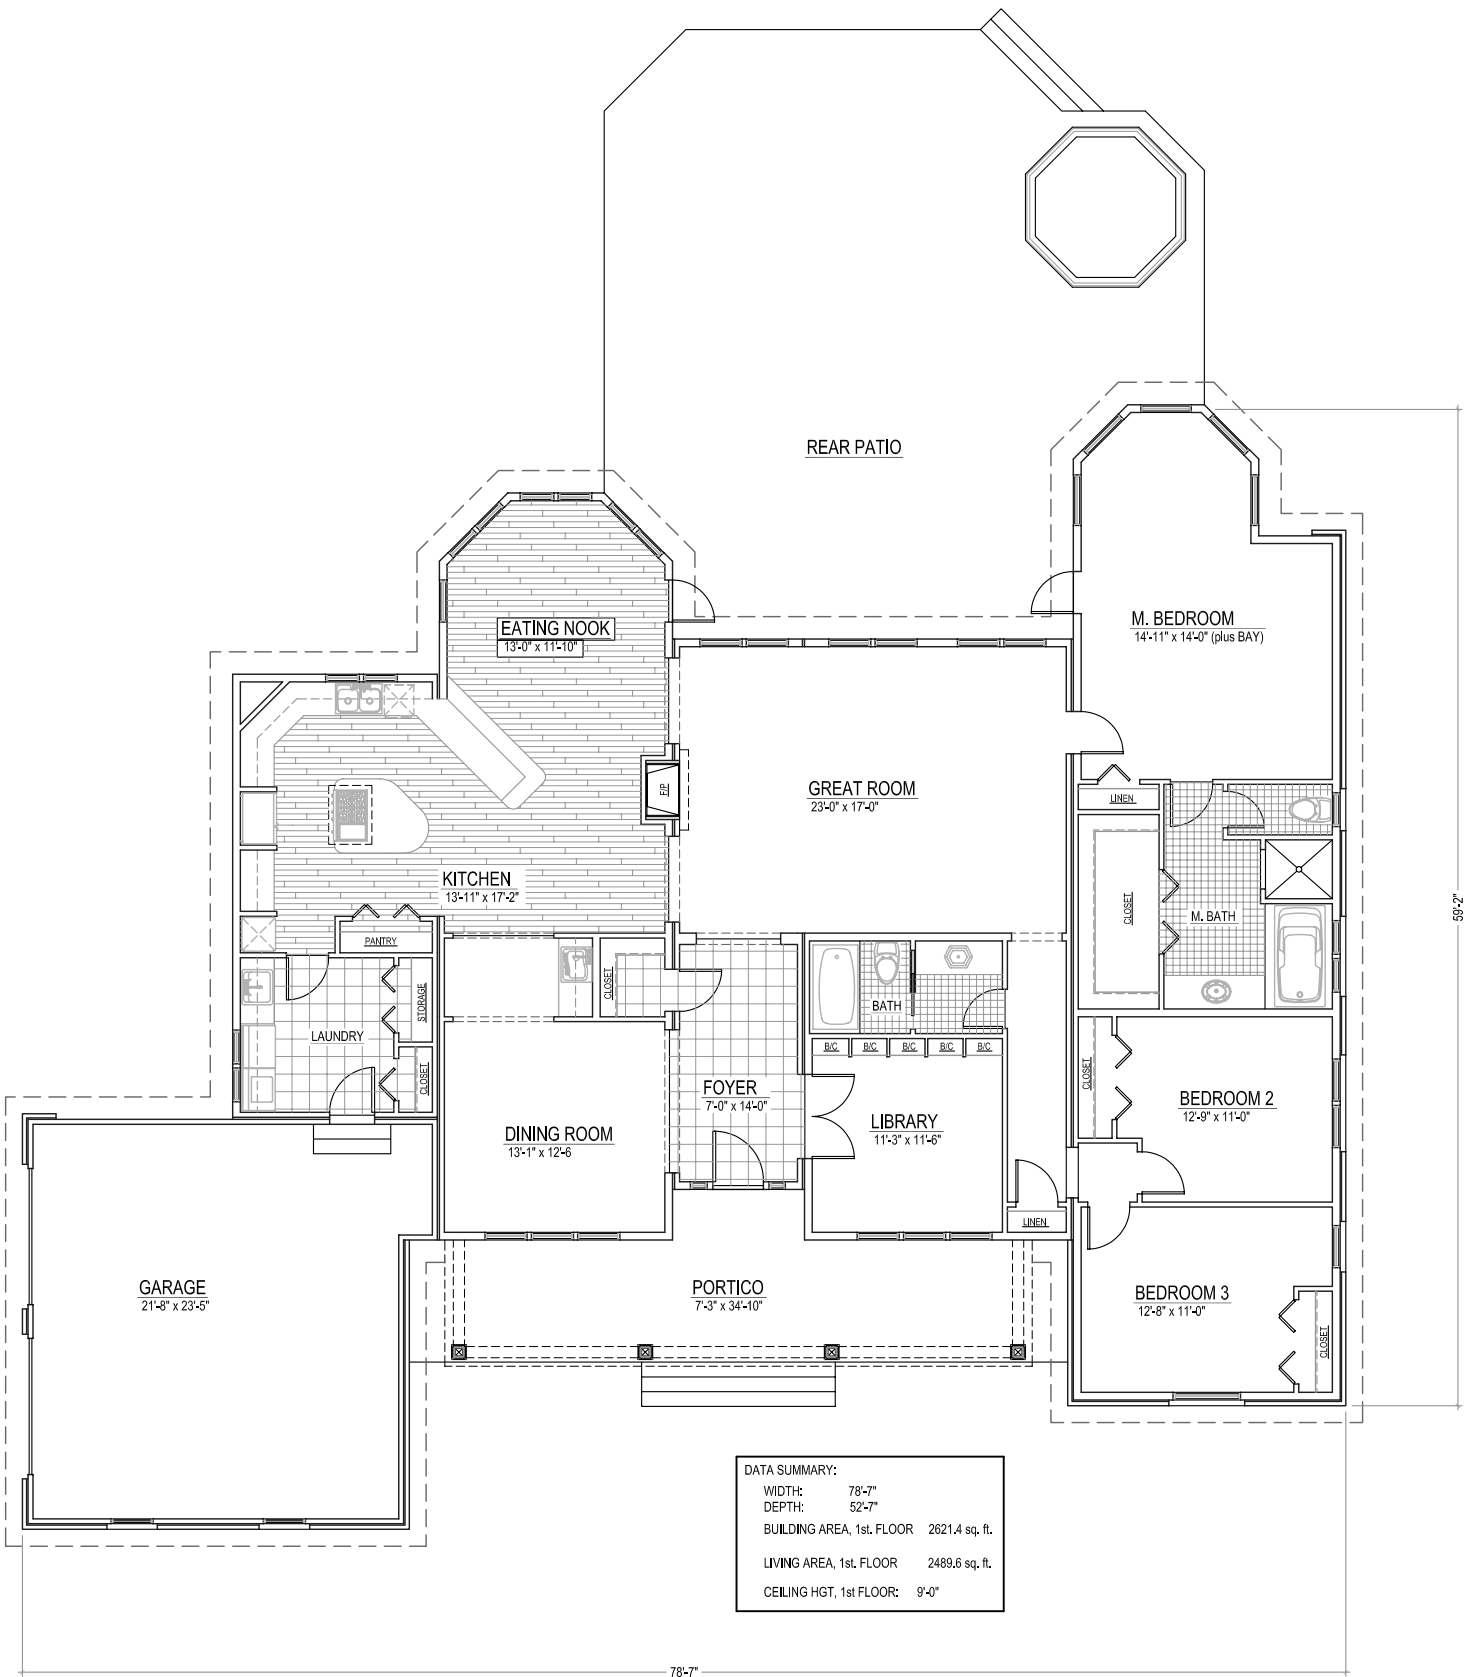 REAR PATIO
EATING NOOK
13'-0" x 11'-10"
M. BEDROOM
14'-11" x 14'-0" (plus BAY)
GREAT ROOM
23'-0" x 17'-0"
F/P
LINEN
KITCHEN
13'-11" x 17'-2"
CLOSET
M. BATH
59'-2"
PANTRY
STORAGE
CLOSET
BATH
LAUNDRY
CLOSET
B/C
B/C
B/C
B/C
B/C
CLOSET
FOYER
7'-0" x 14'-0"
BEDROOM 2
12'-9" x 11'-0"
DINING ROOM
13'-1" x 12'-6
LIBRARY
11'-3" x 11'-6"
LINEN
GARAGE
21'-8" x 23'-5"
PORTICO
7'-3" x 34'-10"
BEDROOM 3
12'-8" x 11'-0"
CLOSET
DATA SUMMARY:
WIDTH: 78'-7"
DEPTH: 52'-7"
BUILDING AREA, 1st. FLOOR 2621.4 sq. ft.
LIVING AREA, 1st. FLOOR 2489.6 sq. ft.
CEILING HGT, 1st FLOOR: 9'-0"
78'-7"